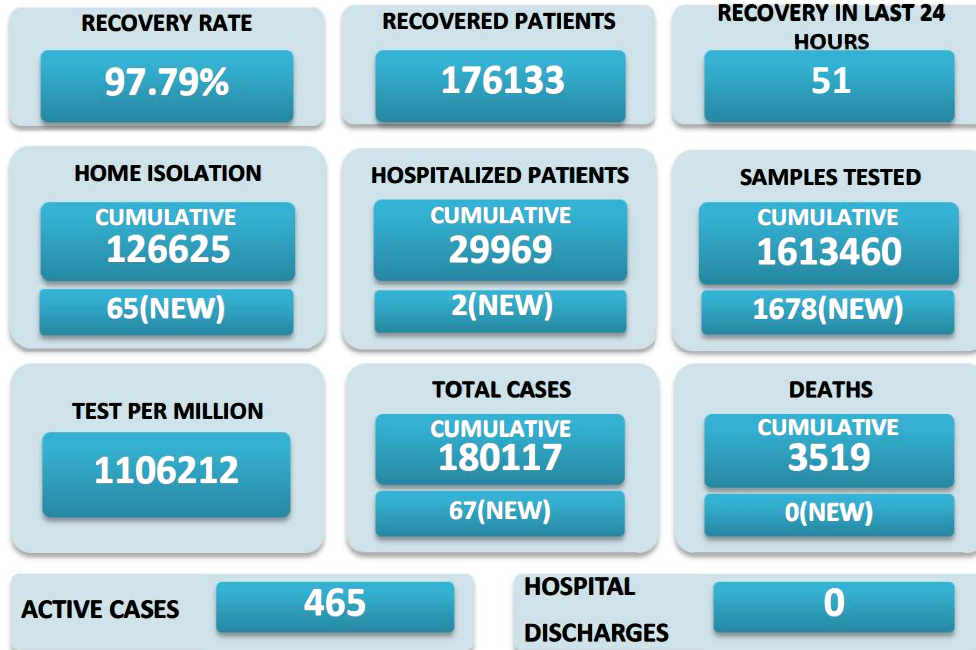 RECOVERY RATE
97.79%
RECOVERED PATIENTS
176133
RECOVERY IN LAST 24
HOURS
51
HOME ISOLATION
CUMULATIVE
126625
65(NEW)
HOSPITALIZED PATIENTS
CUMULATIVE
29969
2(NEW)
SAMPLES TESTED
CUMULATIVE
1613460
1678(NEW)
TEST PER MILLION
1106212
TOTAL CASES
CUMULATIVE
180117
67(NEW)
DEATHS
CUMULATIVE
3519
0(NEW)
ACTIVE CASES
465
HOSPITAL
DISCHARGES
0